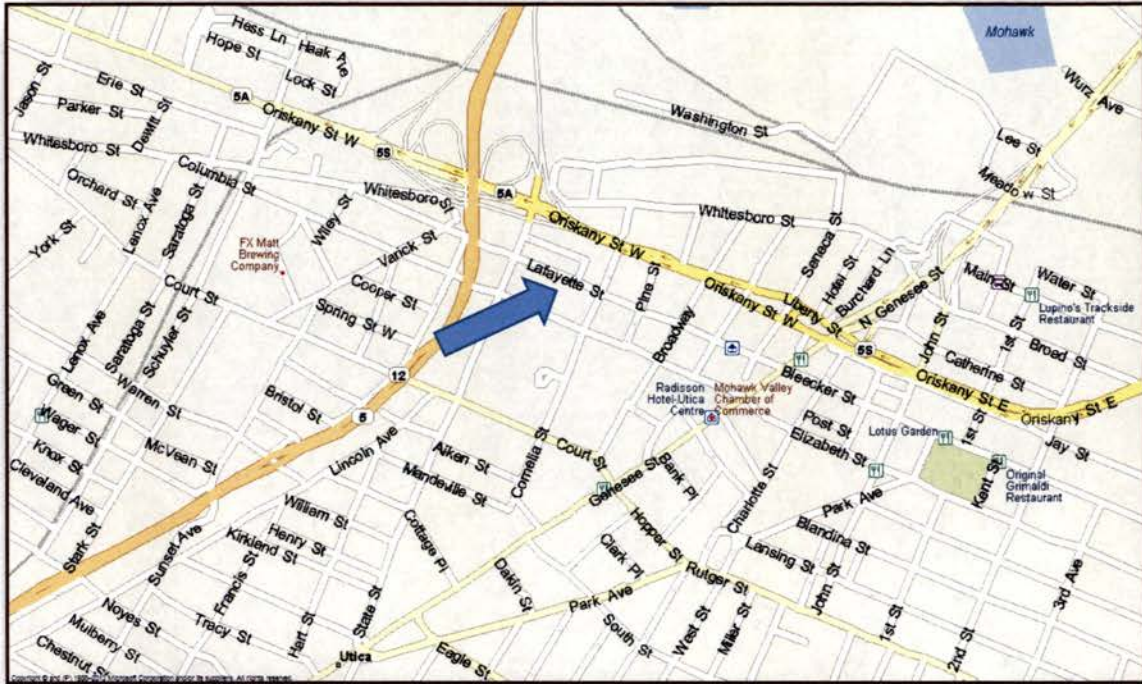 Hess Ln
Haak Ave
Hope St
Lock St
Mohawk
Jason St
Erie St
5A
Oriskany St W
Wurz Ave
Parker St
Dewitt St
Washington St
Lee St
Whitesboro St
Columbia St
5S
Meadow St
Orchard St
Lenox Ave
Saratoga St
Wiley St
Whitesboro St
5A
Oriskany St W
Whitesboro St
Seneca St
York St
FX Matt
Brewing
Company
Varick St
Lafayette St
Pine St
Hotel St
Burchard Ln
N Genesee St
Main St
Water St
Lupino's Trackside
Restaurant
Court St
Cooper St
Spring St W
Oriskany St W
Liberty St
Broadway
5S
John St
1st St
Broad St
Catherine St
Lenox Ave
Saratoga St
Schuyler St
12
Bleecker St
Oriskany St E
Oriskany St E
Green St
Warren St
Bristol St
5
Radisson
Hotel-Utica
Centre
Mohawk Valley
Chamber of
Commerce
Post St
Elizabeth St
Lotus Garden
1st St
Jay St
Wager St
Knox St
McVean St
Lincoln Ave
Aiken St
Mandeville St
Cornelia St
Court St
Genesee St
Bank Pl
Charlotte St
Park Ave
Kent St
Original
Grimaldi
Restaurant
Cleveland Ave
Stark St
Sunset Ave
William St
Henry St
Kirkland St
Cottage Pl
Hopper St
Clark Pl
Rutger St
Blandina St
Lansing St
3rd Ave
Noyes St
Francis St
Tracy St
Hart St
State St
Dakin St
Park Ave
South St
West St
Miller St
John St
1st St
2nd St
Mulberry St
Chestnut St
Utica
Eagle St